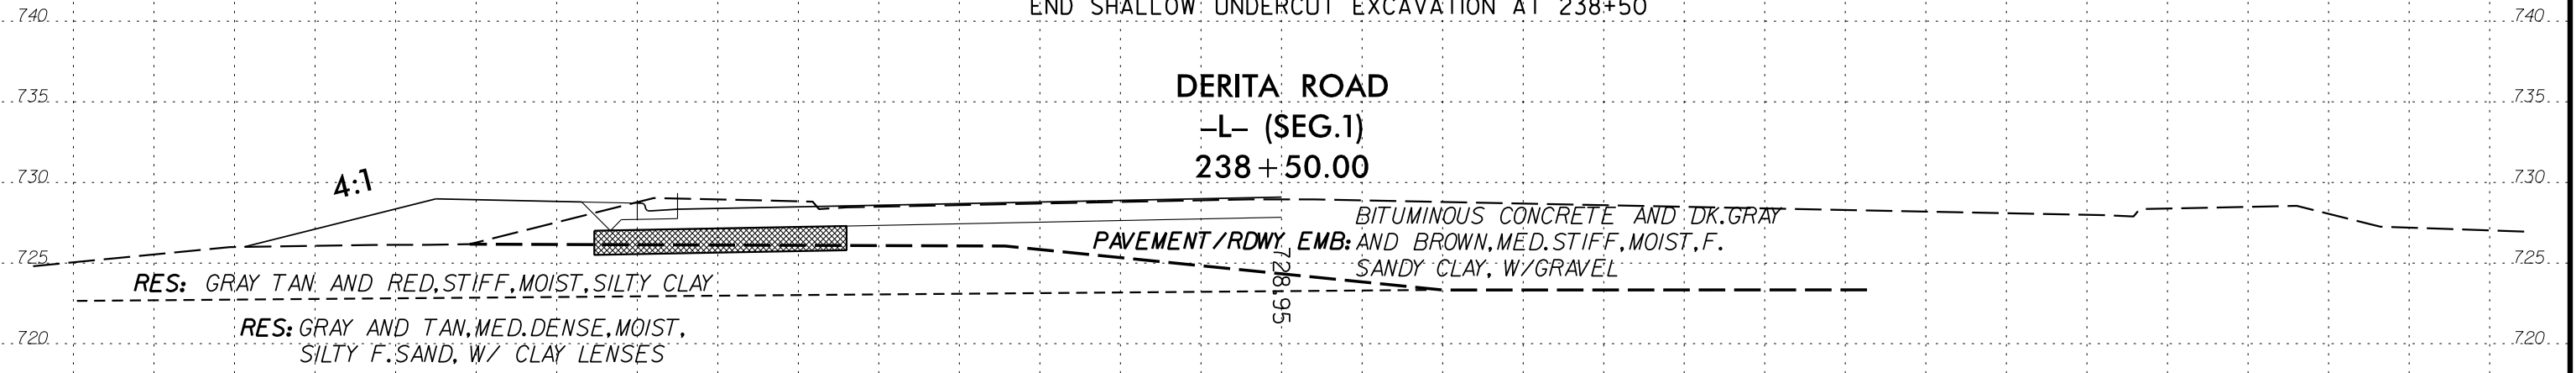 END SHALLOW UNDERCUT EXCAVATION AT 238+50
740 740
DERITA ROAD
735 735
-L- (SEG.1)
238+50.00
730 730
4:1
BITUMINOUS CONCRETE AND DK.GRAY
PAVEMENT/RDWY EMB: AND BROWN,MED.STIFF,MOIST,F.
SANDY CLAY, W/GRAVEL
725 725
728.95
RES: GRAY TAN AND RED,STIFF,MOIST,SILTY CLAY
RES: GRAY AND TAN,MED.DENSE,MOIST,
SILTY F.SAND, W/ CLAY LENSES
720 720